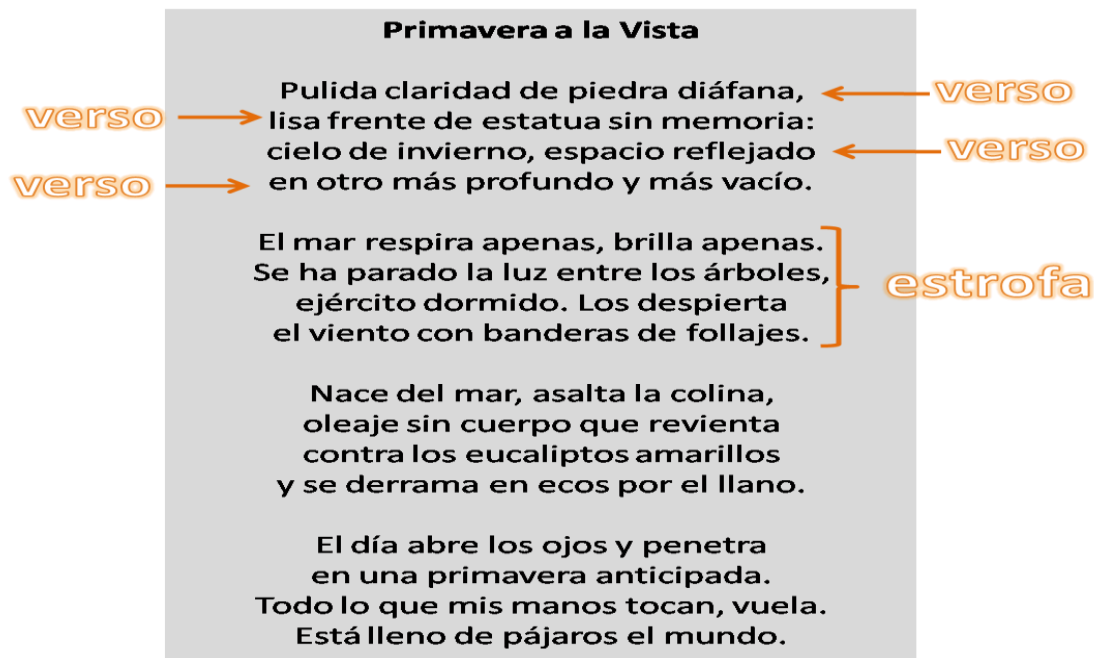 Primavera a la Vista
Pulida claridad de piedra diáfana,
verso
verso
lisa frente de estatua sin memoria:
cielo de invierno, espacio reflejado
verso
verso
en otro más profundo y más vacío.
El mar respira apenas, brilla apenas.
Se ha parado la luz entre los árboles,
ejército dormido. Los despierta
el viento con banderas de follajes.
estrofa
Nace del mar, asalta la colina,
oleaje sin cuerpo que revienta
contra los eucaliptos amarillos
y se derrama en ecos por el llano.
El día abre los ojos y penetra
en una primavera anticipada.
Todo lo que mis manos tocan, vuela.
Está lleno de pájaros el mundo.